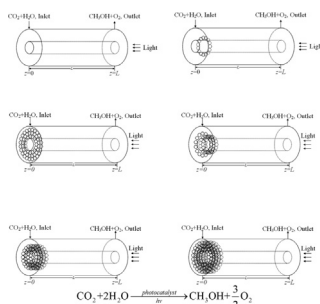 CO₂+H₂O, Inlet CH₃OH+O₂, Outlet
Light
z=0 z=L
CO₂+H₂O, Inlet CH₃OH+O₂, Outlet
Light
z=0 z=L
CO₂+H₂O, Inlet CH₃OH+O₂, Outlet
Light
z=0 z=L
CO₂+H₂O, Inlet CH₃OH+O₂, Outlet
Light
z=0 z=L
CO₂+H₂O, Inlet CH₃OH+O₂, Outlet
Light
z=0 z=L
CO₂+H₂O, Inlet CH₃OH+O₂, Outlet
Light
z=0 z=L
CO₂+2H₂O photocatalyst hv CH₃OH+ 3/2 O₂